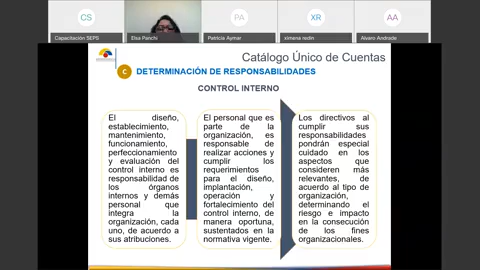 CS
PA
XR
AA
Capacitación SEPS
Elsa Panchi
Patricia Aymar
ximena redin
Alvaro Andrade
Catálogo Único de Cuentas
C
DETERMINACIÓN DE RESPONSABILIDADES
CONTROL INTERNO
El diseño,
establecimiento,
mantenimiento,
funcionamiento,
perfeccionamiento
y evaluación del
control interno es
responsabilidad de
los órganos
internos y demás
personal que
integra la
organización, cada
uno, de acuerdo a
sus atribuciones.
El personal que es
parte de la
organización, es
responsable de
realizar acciones y
cumplir los
requerimientos
para el diseño,
implantación,
operación y
fortalecimiento del
control interno, de
manera oportuna,
sustentados en la
normativa vigente.
Los directivos al
cumplir sus
responsabilidades
pondrán especial
cuidado en los
aspectos que
consideren más
relevantes, de
acuerdo al tipo de
organización,
determinando el
riesgo e impacto
en la consecución
de los fines
organizacionales.